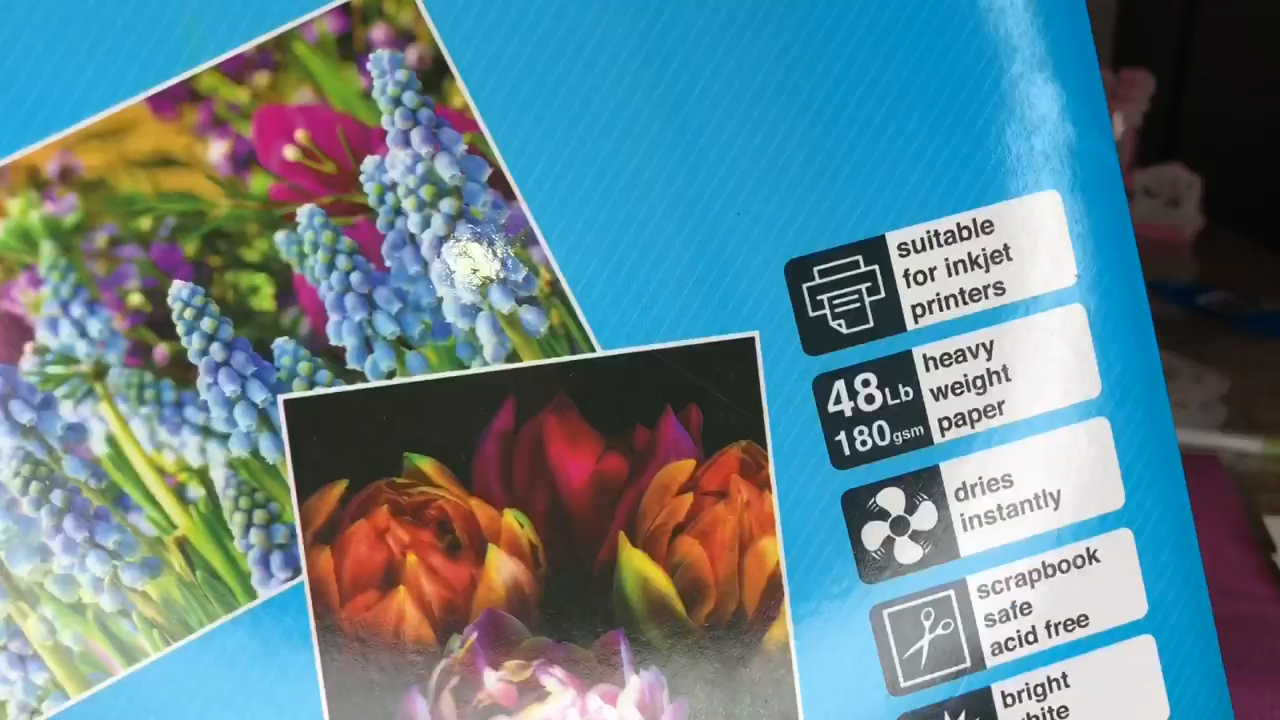 suitable
for inkjet
printers
48Lb
180gsm
heavy
weight
paper
dries
instantly
scrapbook
safe
acid free
bright